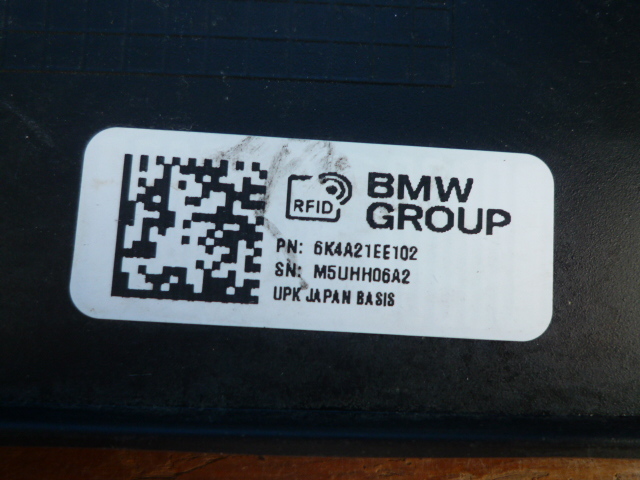 RFID
BMW
GROUP
PN: 6K4A21EE102
SN: M5UHH06A2
UPK JAPAN BASIS